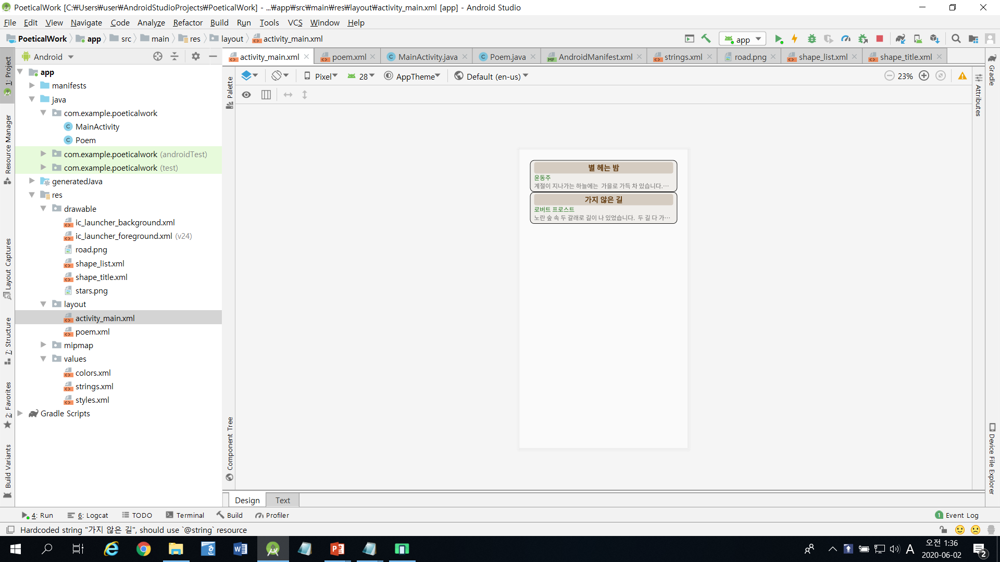 PoeticalWork [C:₩Users₩user₩AndroidStudioProjects₩PoeticalWork] - ...₩app₩src₩main₩res₩layout₩activity_main.xml [app] - Android Studio
File Edit View Navigate Code Analyze Refactor Build Run Tools VCS Window Help
PoeticalWork app src main res layout activity_main.xml
app
Android
activity_main.xml poem.xml MainActivity.java Poem.java AndroidManifest.xml strings.xml road.png shape_list.xml shape_title.xml
Pixel 28 AppTheme Default (en-us) 23%
1: Project
Resource Manager
Layout Captures
7: Structure
2: Favorites
Build Variants
app
manifests
java
com.example.poeticalwork
MainActivity
Poem
com.example.poeticalwork (androidTest)
com.example.poeticalwork (test)
generatedJava
res
drawable
ic_launcher_background.xml
ic_launcher_foreground.xml (v24)
road.png
shape_list.xml
shape_title.xml
stars.png
layout
activity_main.xml
poem.xml
mipmap
values
colors.xml
strings.xml
styles.xml
Gradle Scripts
Palette
Component Tree
별 헤는 밤
윤동주
계절이 지나가는 하늘에는 가을로 가득 차 있습니다.…
가지 않은 길
로버트 프로스트
노란 숲 속 두 갈래로 길이 나 있었습니다. 두 길 다 가…
Gradle
Attributes
Device File Explorer
Design Text
4: Run 6: Logcat TODO Terminal Build Profiler 1 Event Log
Hardcoded string "가지 않은 길", should use `@string` resource
A 오전 1:36
2020-06-02 2